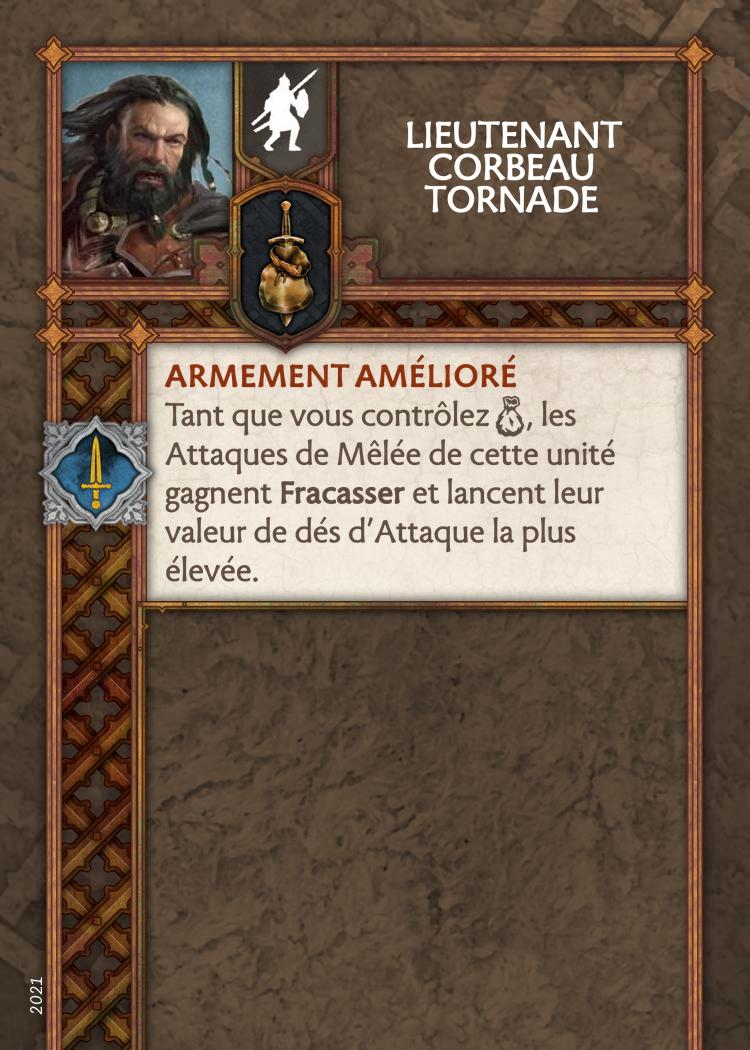 LIEUTENANT
CORBEAU
TORNADE
ARMEMENT AMÉLIORÉ
Tant que vous contrôlez , les
Attaques de Mêlée de cette unité
gagnent Fracasser et lancent leur
valeur de dés d’Attaque la plus
élevée.
2021